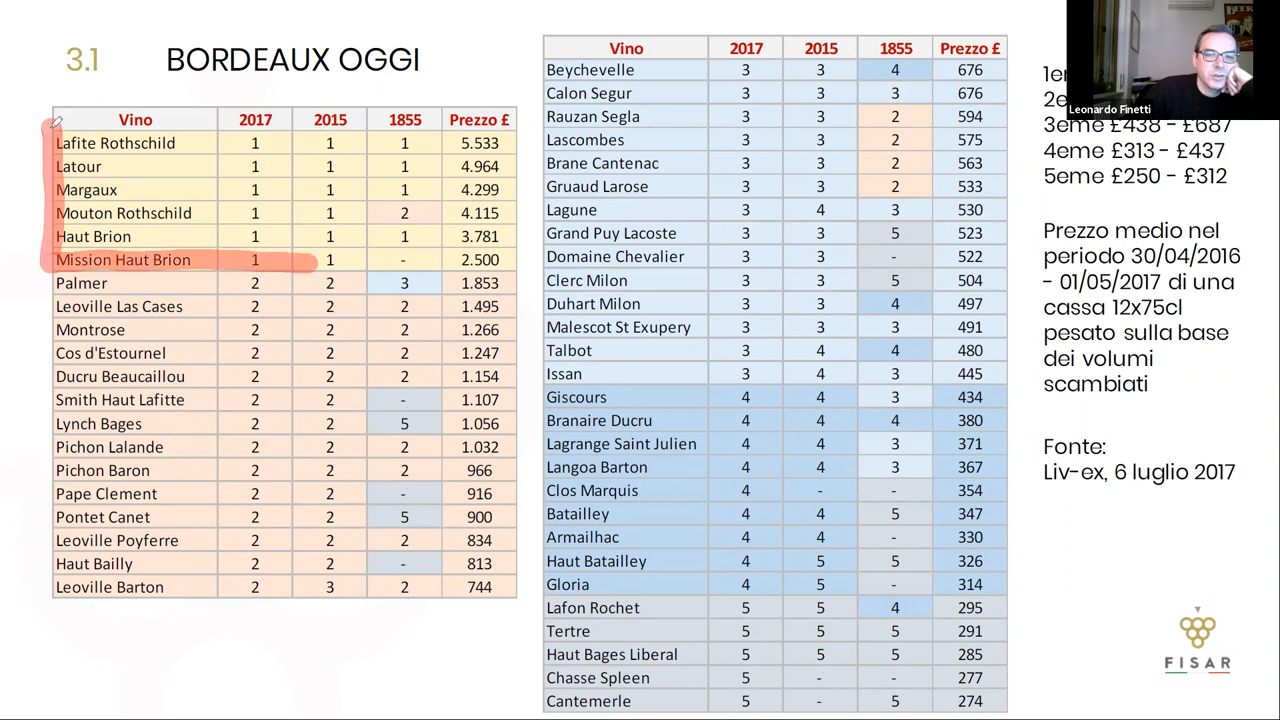 3.1 BORDEAUX OGGI
Vino 2017 2015 1855 Prezzo £
Lafite Rothschild 1 1 1 5.533
Latour 1 1 1 4.964
Margaux 1 1 1 4.299
Mouton Rothschild 1 1 2 4.115
Haut Brion 1 1 1 3.781
Mission Haut Brion 1 1 - 2.500
Palmer 2 2 3 1.853
Leoville Las Cases 2 2 2 1.495
Montrose 2 2 2 1.266
Cos d'Estournel 2 2 2 1.247
Ducru Beaucaillou 2 2 2 1.154
Smith Haut Lafitte 2 2 - 1.107
Lynch Bages 2 2 5 1.056
Pichon Lalande 2 2 2 1.032
Pichon Baron 2 2 2 966
Pape Clement 2 2 - 916
Pontet Canet 2 2 5 900
Leoville Poyferre 2 2 2 834
Haut Bailly 2 2 - 813
Leoville Barton 2 3 2 744
Vino 2017 2015 1855 Prezzo £
Beychevelle 3 3 4 676
Calon Segur 3 3 3 676
Rauzan Segla 3 3 2 594
Lascombes 3 3 2 575
Brane Cantenac 3 3 2 563
Gruaud Larose 3 3 2 533
Lagune 3 4 3 530
Grand Puy Lacoste 3 3 5 523
Domaine Chevalier 3 3 - 522
Clerc Milon 3 3 5 504
Duhart Milon 3 3 4 497
Malescot St Exupery 3 3 3 491
Talbot 3 4 4 480
Issan 3 4 3 445
Giscours 4 4 3 434
Branaire Ducru 4 4 4 380
Lagrange Saint Julien 4 4 3 371
Langoa Barton 4 4 3 367
Clos Marquis 4 - - 354
Batailley 4 4 5 347
Armailhac 4 4 - 330
Haut Batailley 4 5 5 326
Gloria 4 5 - 314
Lafon Rochet 5 5 4 295
Tertre 5 5 5 291
Haut Bages Liberal 5 5 5 285
Chasse Spleen 5 - - 277
Cantemerle 5 - 5 274
Leonardo Finetti
3eme £438 - £687
4eme £313 - £437
5eme £250 - £312
Prezzo medio nel
periodo 30/04/2016
- 01/05/2017 di una
cassa 12x75cl
pesato sulla base
dei volumi
scambiati
Fonte:
Liv-ex, 6 luglio 2017
FISAR